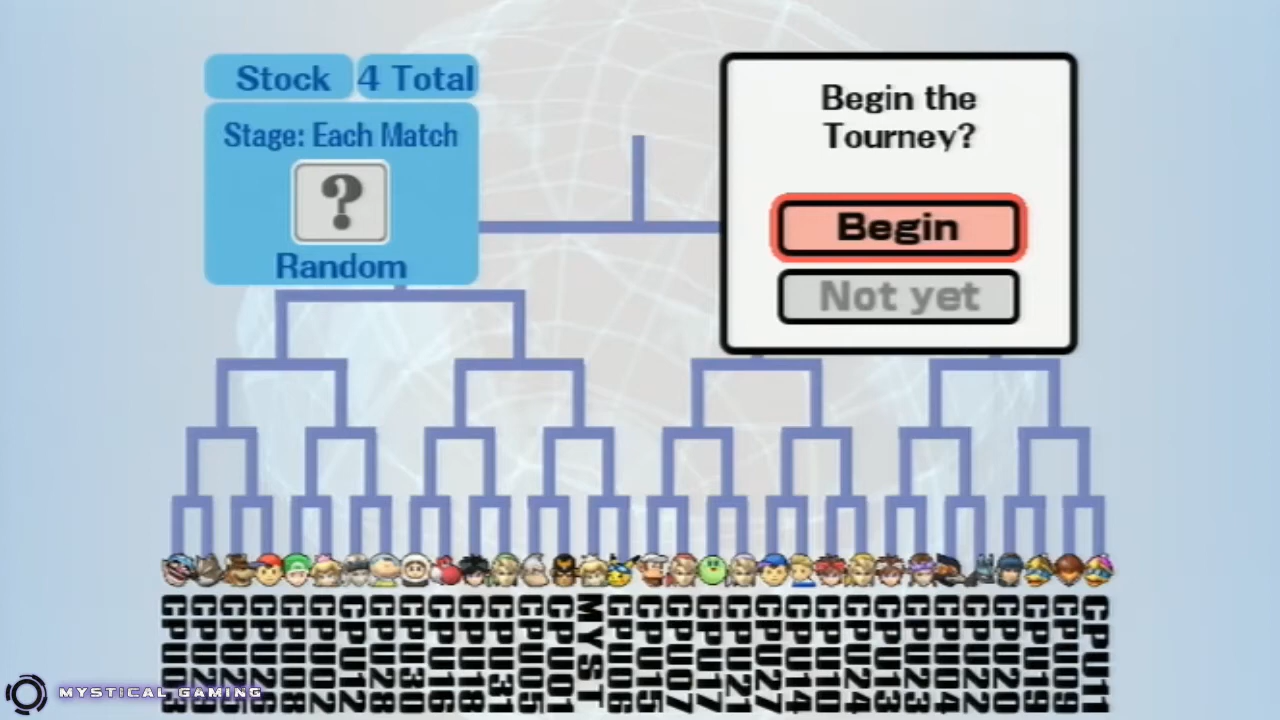 Stock
4 Total
Stage: Each Match
?
Random
Begin the
Tourney?
Begin
Not yet
CPU03
CPU29
CPU25
CPU26
CPU08
CPU02
CPU12
CPU28
CPU30
CPU16
CPU18
CPU31
CPU05
CPU01
MYST
CPU06
CPU15
CPU07
CPU17
CPU21
CPU27
CPU14
CPU10
CPU24
CPU13
CPU23
CPU04
CPU22
CPU20
CPU19
CPU09
CPU11
MYSTICAL GAMING